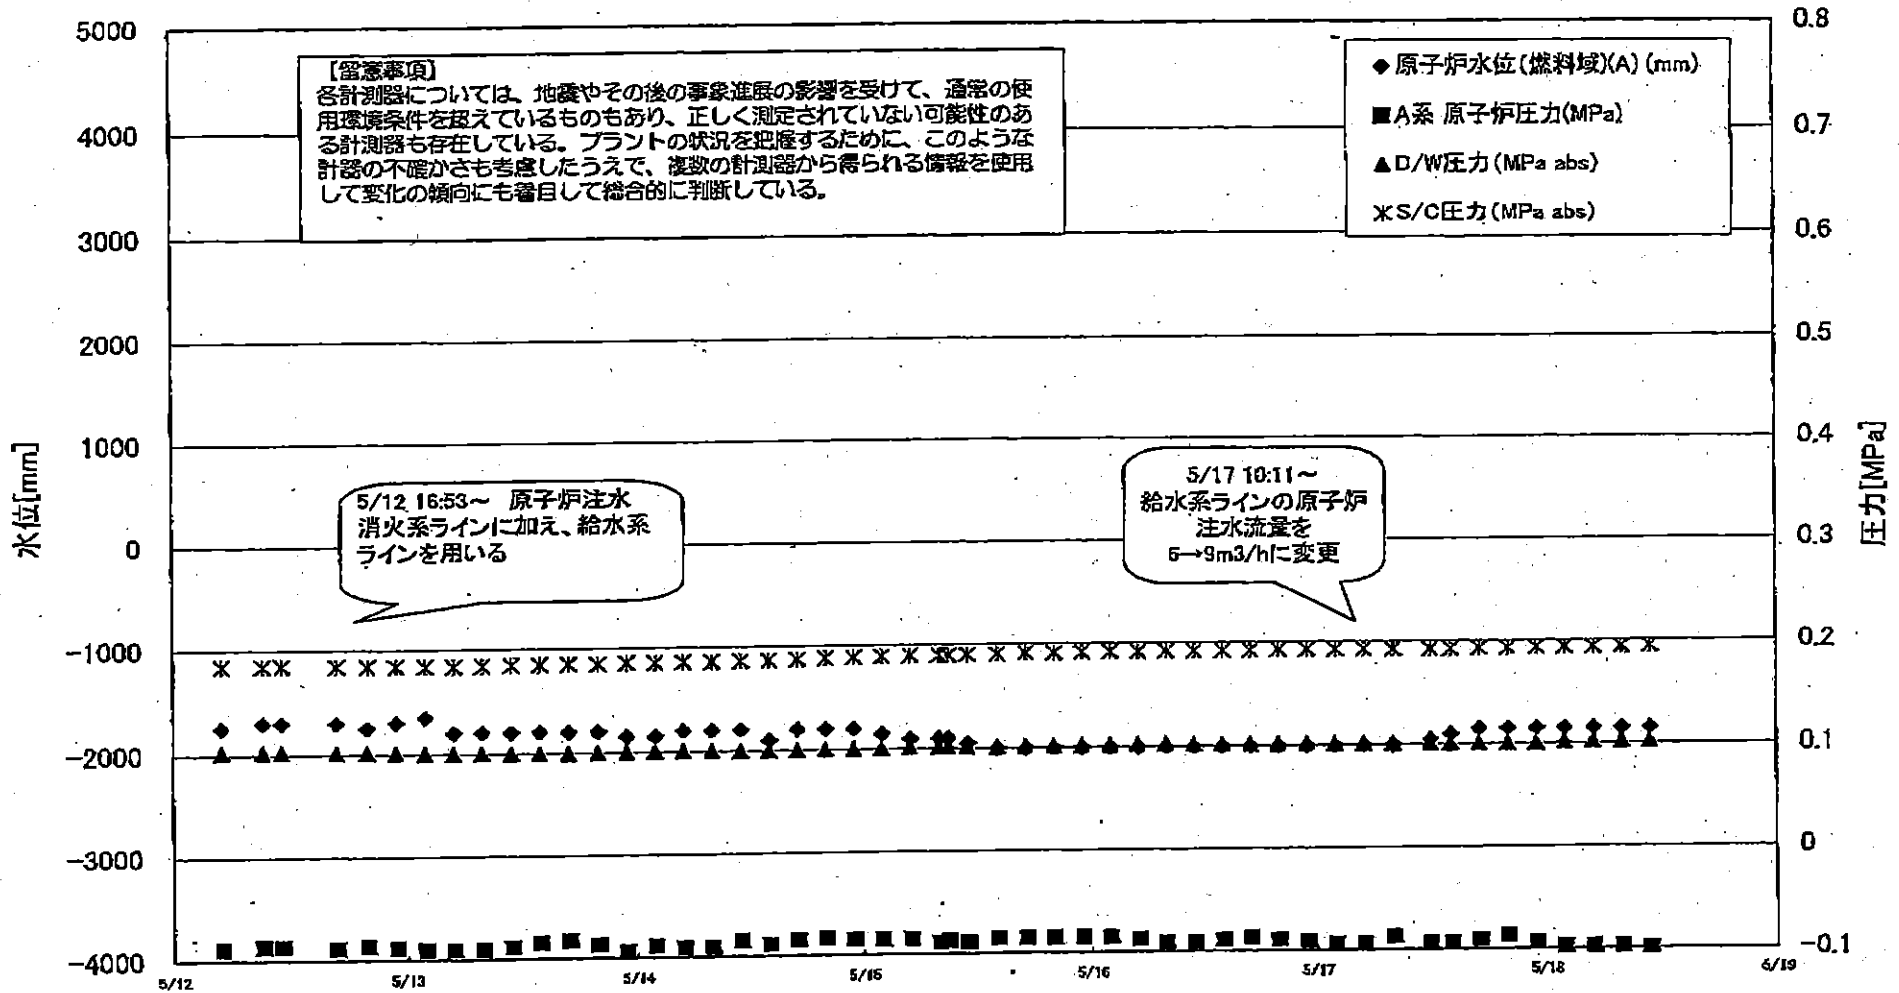 5000
4000
3000
2000
1000
0
-1000
-2000
-3000
-4000
水位[mm]
【留意事項】
各計測器については、地震やその後の事象進展の影響を受けて、通常の使
用環境条件を超えているものもあり、正しく測定されていない可能性のあ
る計測器も存在している。プラントの状況を把握するために、このような
計器の不確かさも考慮したうえで、複数の計測器から得られる情報を使用
して変化の傾向にも着目して総合的に判断している。
◆原子炉水位(燃料域)(A) (mm)
■A系 原子炉圧力(MPa)
▲D/W圧力(MPa abs)
S/C圧力(MPa abs)
5/12 16:53～ 原子炉注水
消火系ラインに加え、給水系
ラインを用いる
5/17 10:11～
給水系ラインの原子炉
注水流量を
6→9m3/hに変更
0.8
0.7
0.6
0.5
0.4
0.3
0.2
0.1
0
-0.1
圧力[MPa]
5/12
5/13
5/14
5/15
5/16
5/17
5/18
5/19